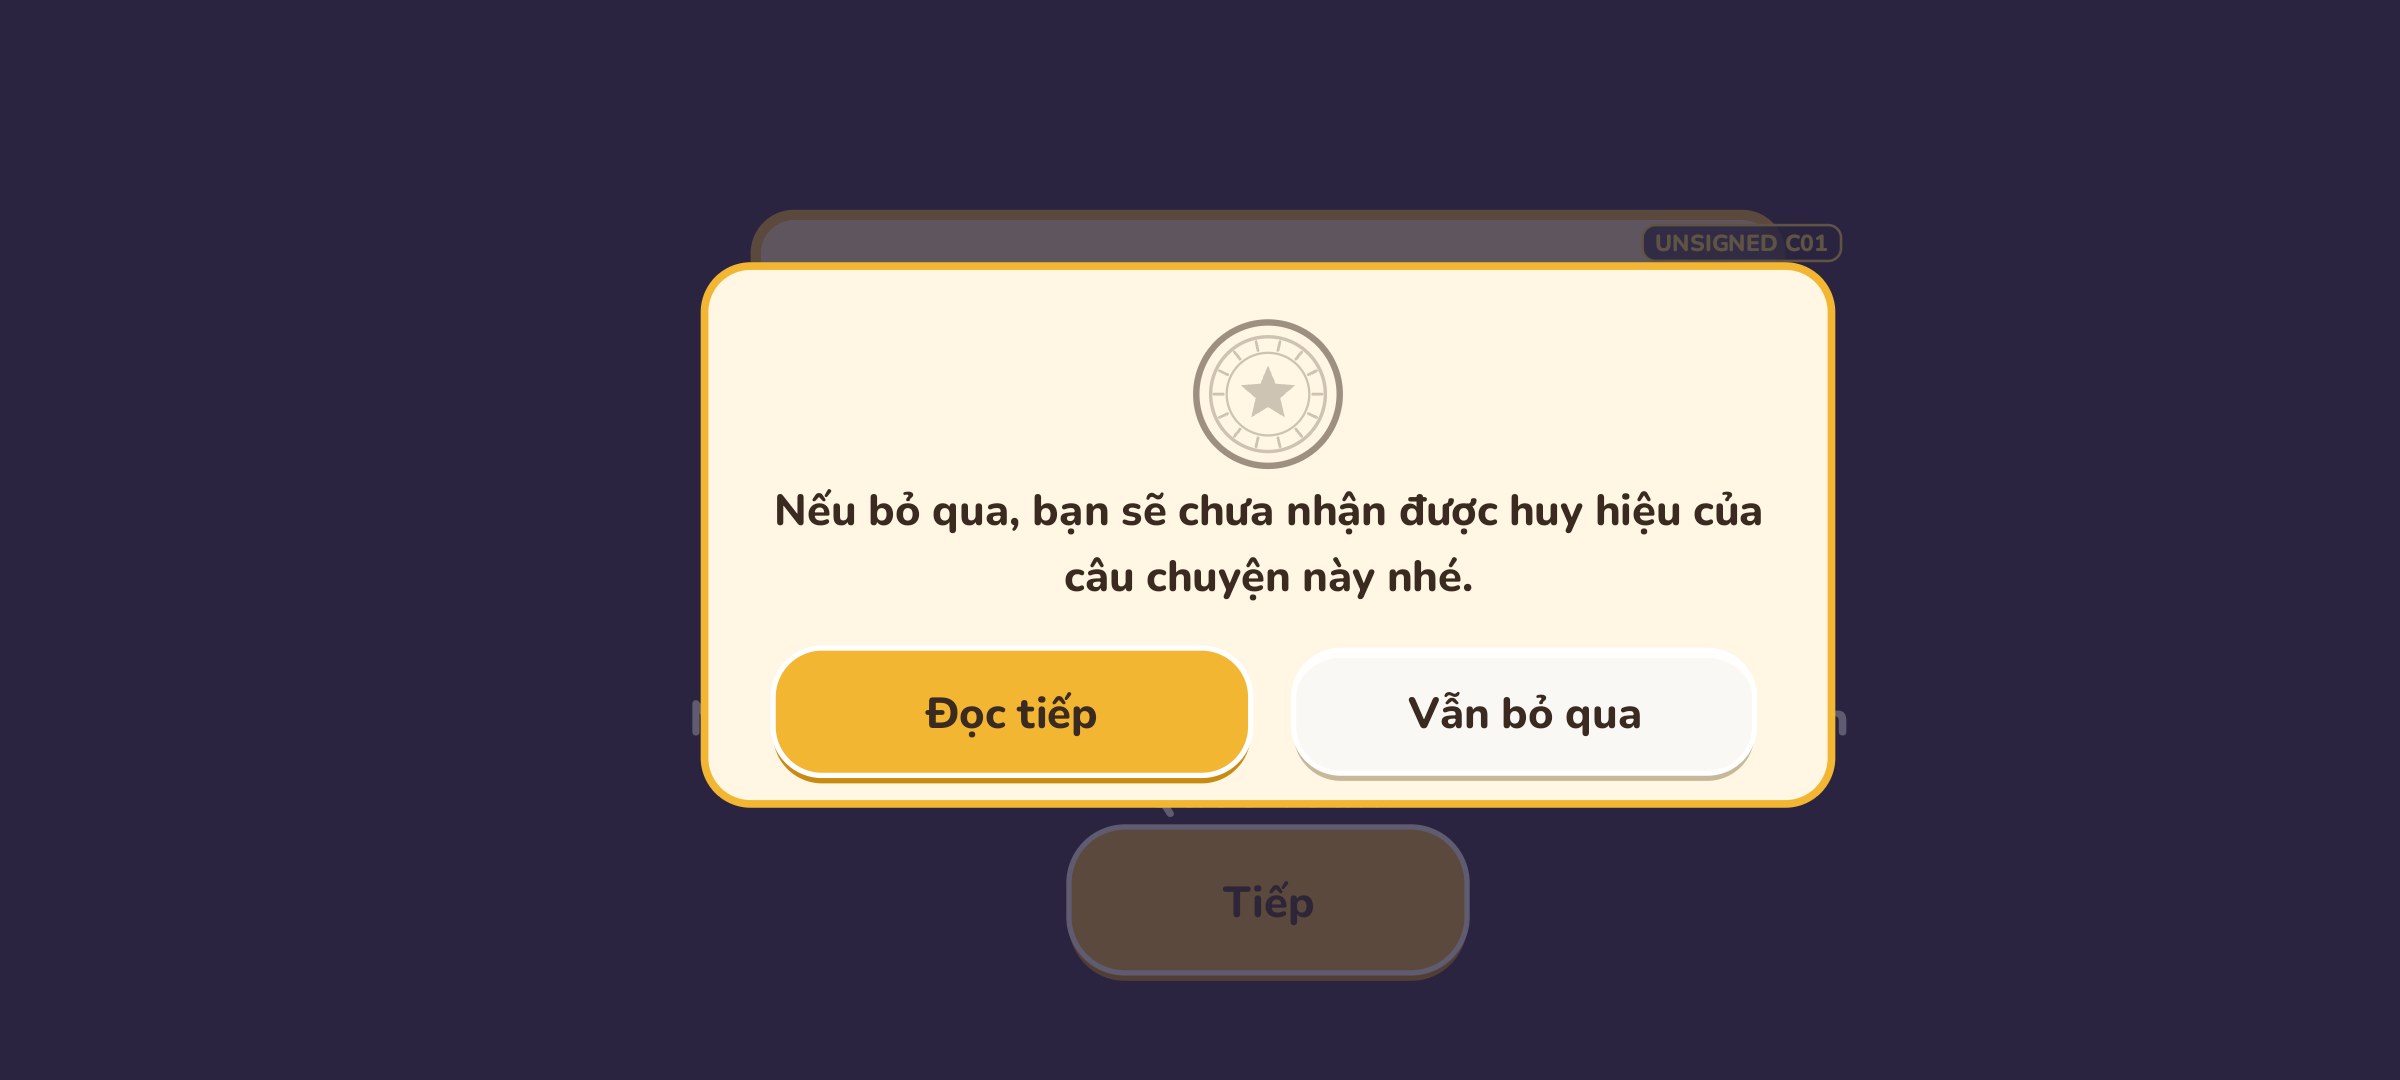 UNSIGNED C01
Nếu bỏ qua, bạn sẽ chưa nhận được huy hiệu của
câu chuyện này nhé.
Đọc tiếp
Vẫn bỏ qua
Tiếp